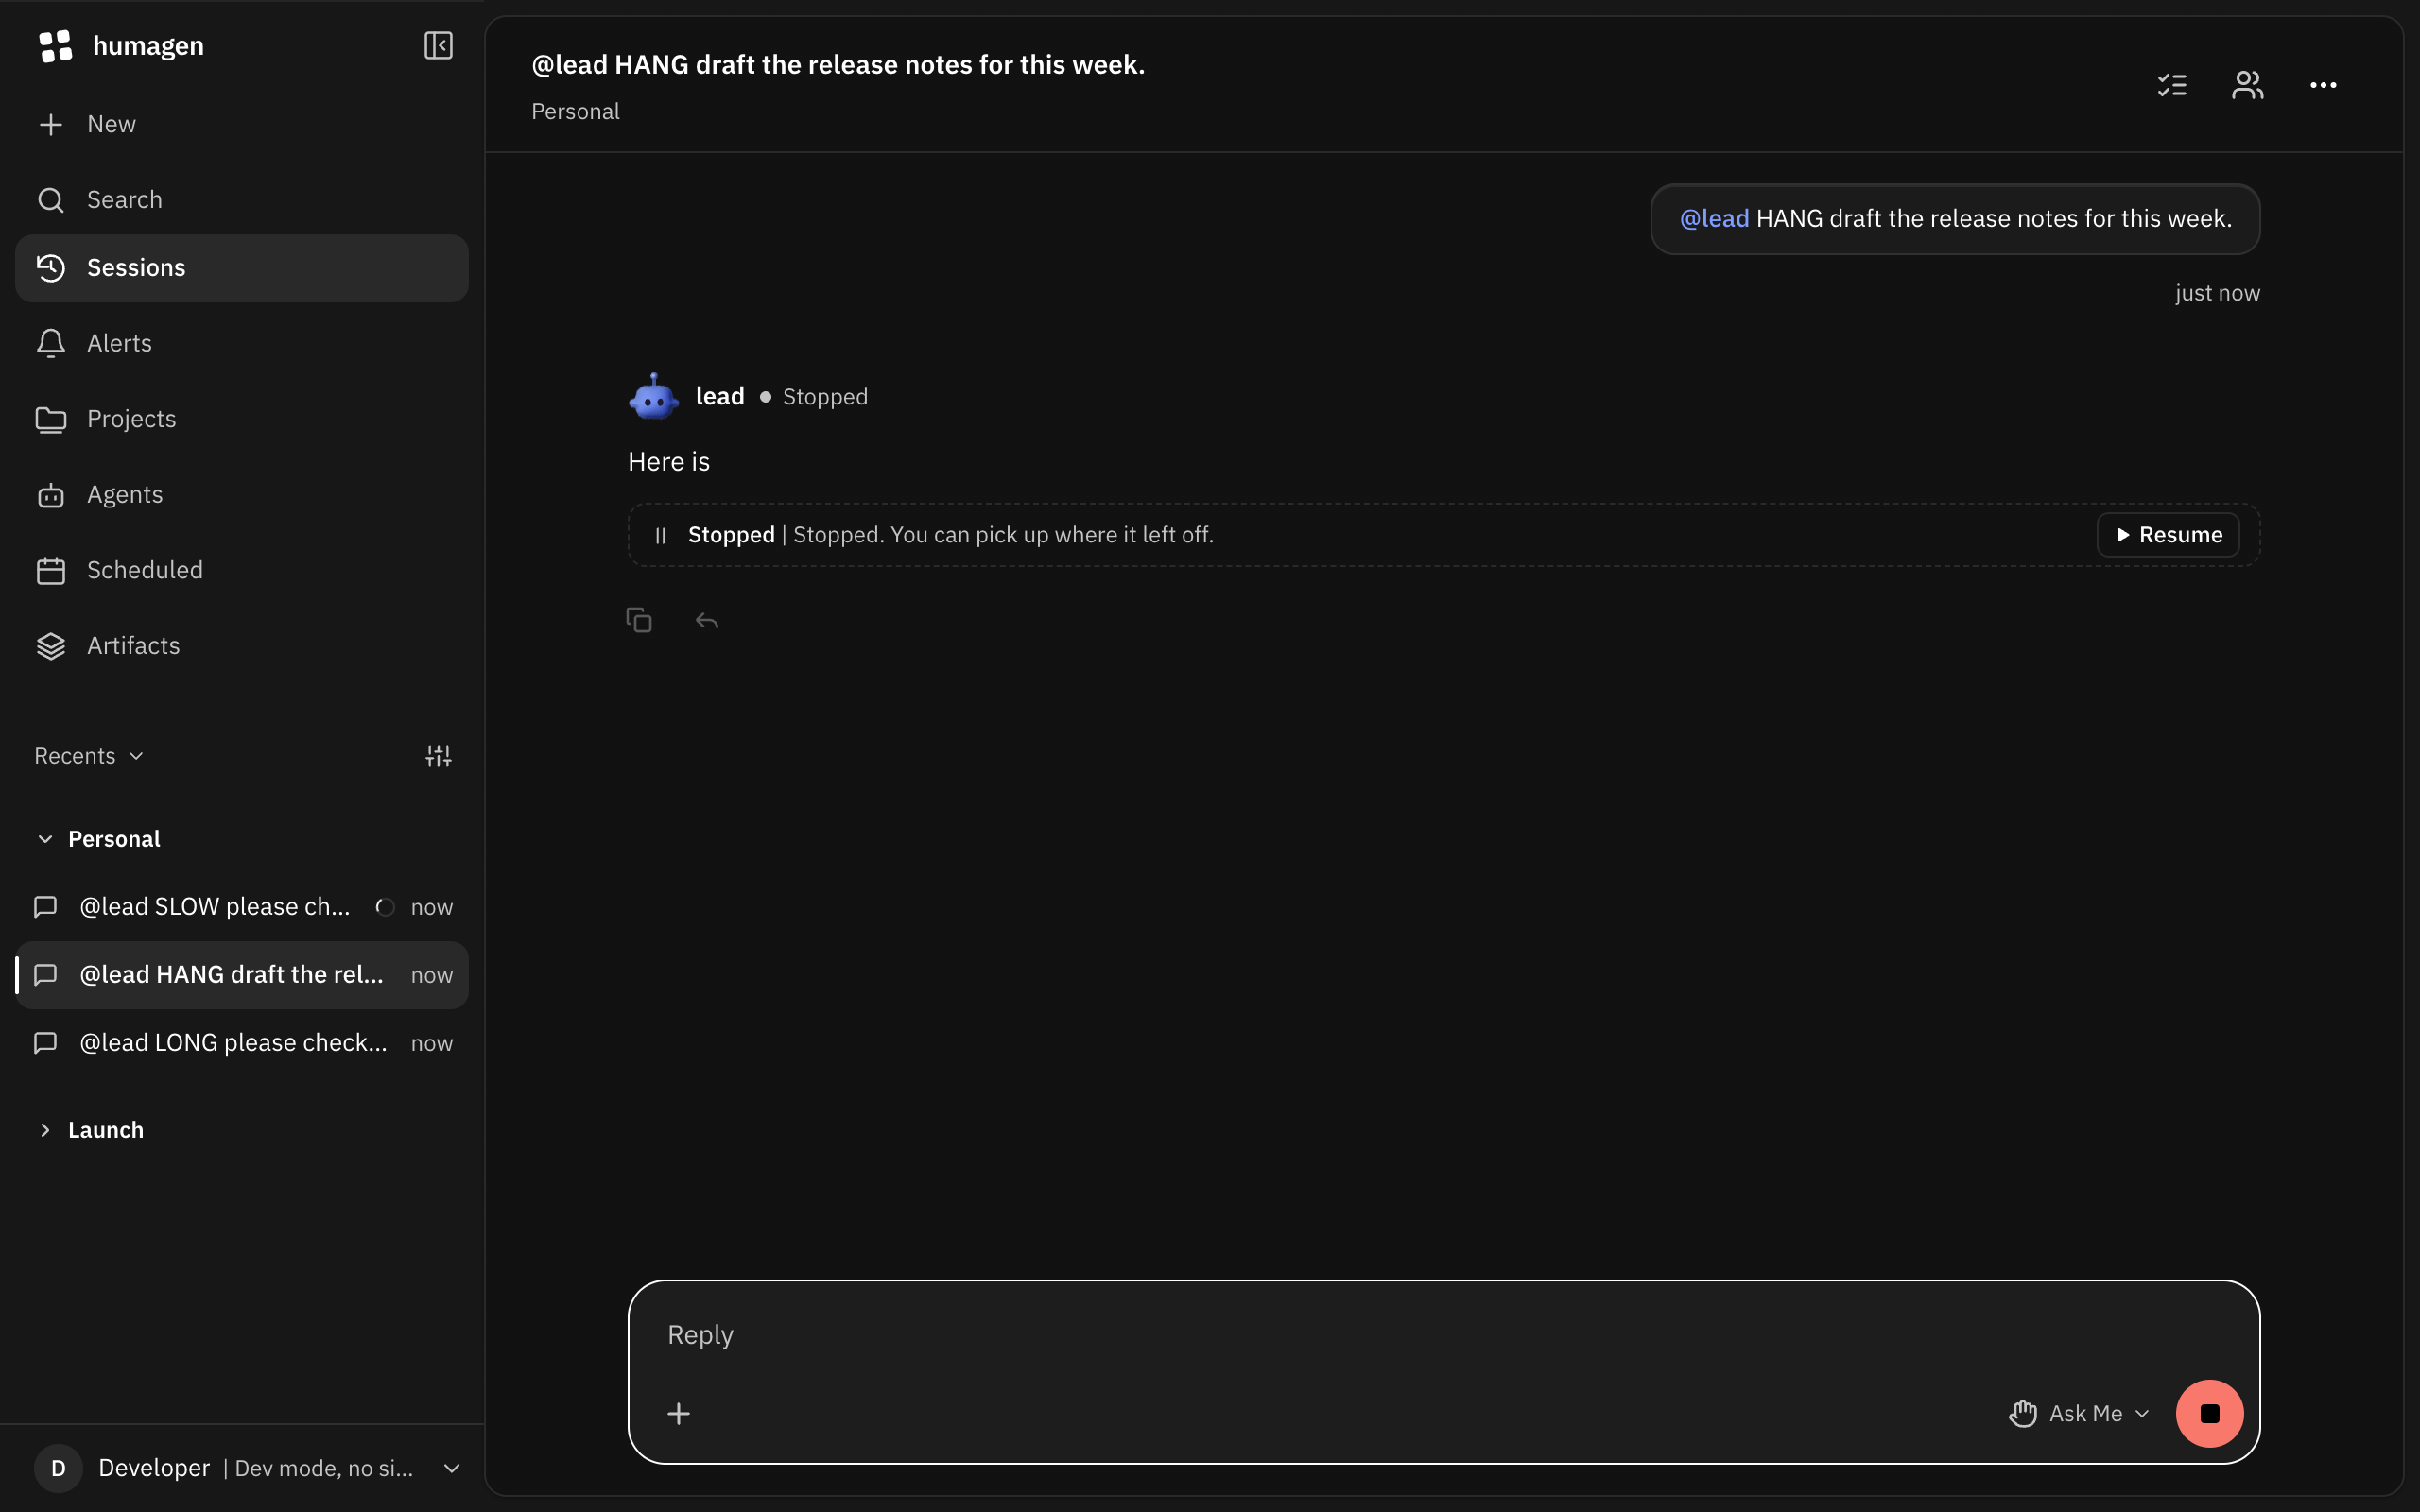 humagen
New
Search
Sessions
Alerts
Projects
Agents
Scheduled
Artifacts
Recents
Personal
@lead SLOW please ch... now
@lead HANG draft the rel... now
@lead LONG please check... now
Launch
D Developer | Dev mode, no si...
@lead HANG draft the release notes for this week.
Personal
@lead HANG draft the release notes for this week.
just now
lead Stopped
Here is
Stopped | Stopped. You can pick up where it left off. Resume
Reply
Ask Me